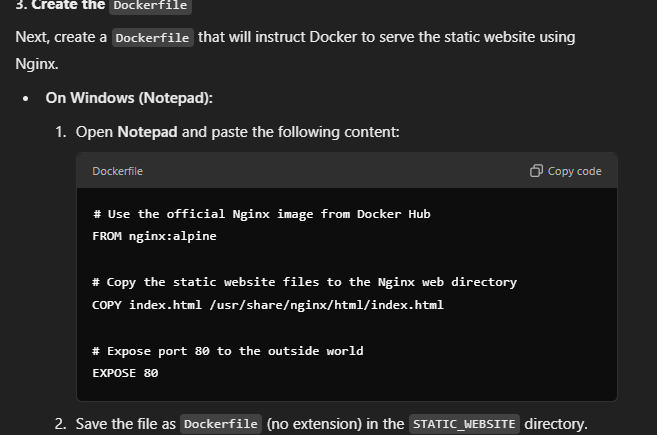 3. Create the Dockerfile
Next, create a Dockerfile that will instruct Docker to serve the static website using
Nginx.
• On Windows (Notepad):
1. Open Notepad and paste the following content:
Dockerfile Copy code
# Use the official Nginx image from Docker Hub
FROM nginx:alpine
# Copy the static website files to the Nginx web directory
COPY index.html /usr/share/nginx/html/index.html
# Expose port 80 to the outside world
EXPOSE 80
2. Save the file as Dockerfile (no extension) in the STATIC_WEBSITE directory.